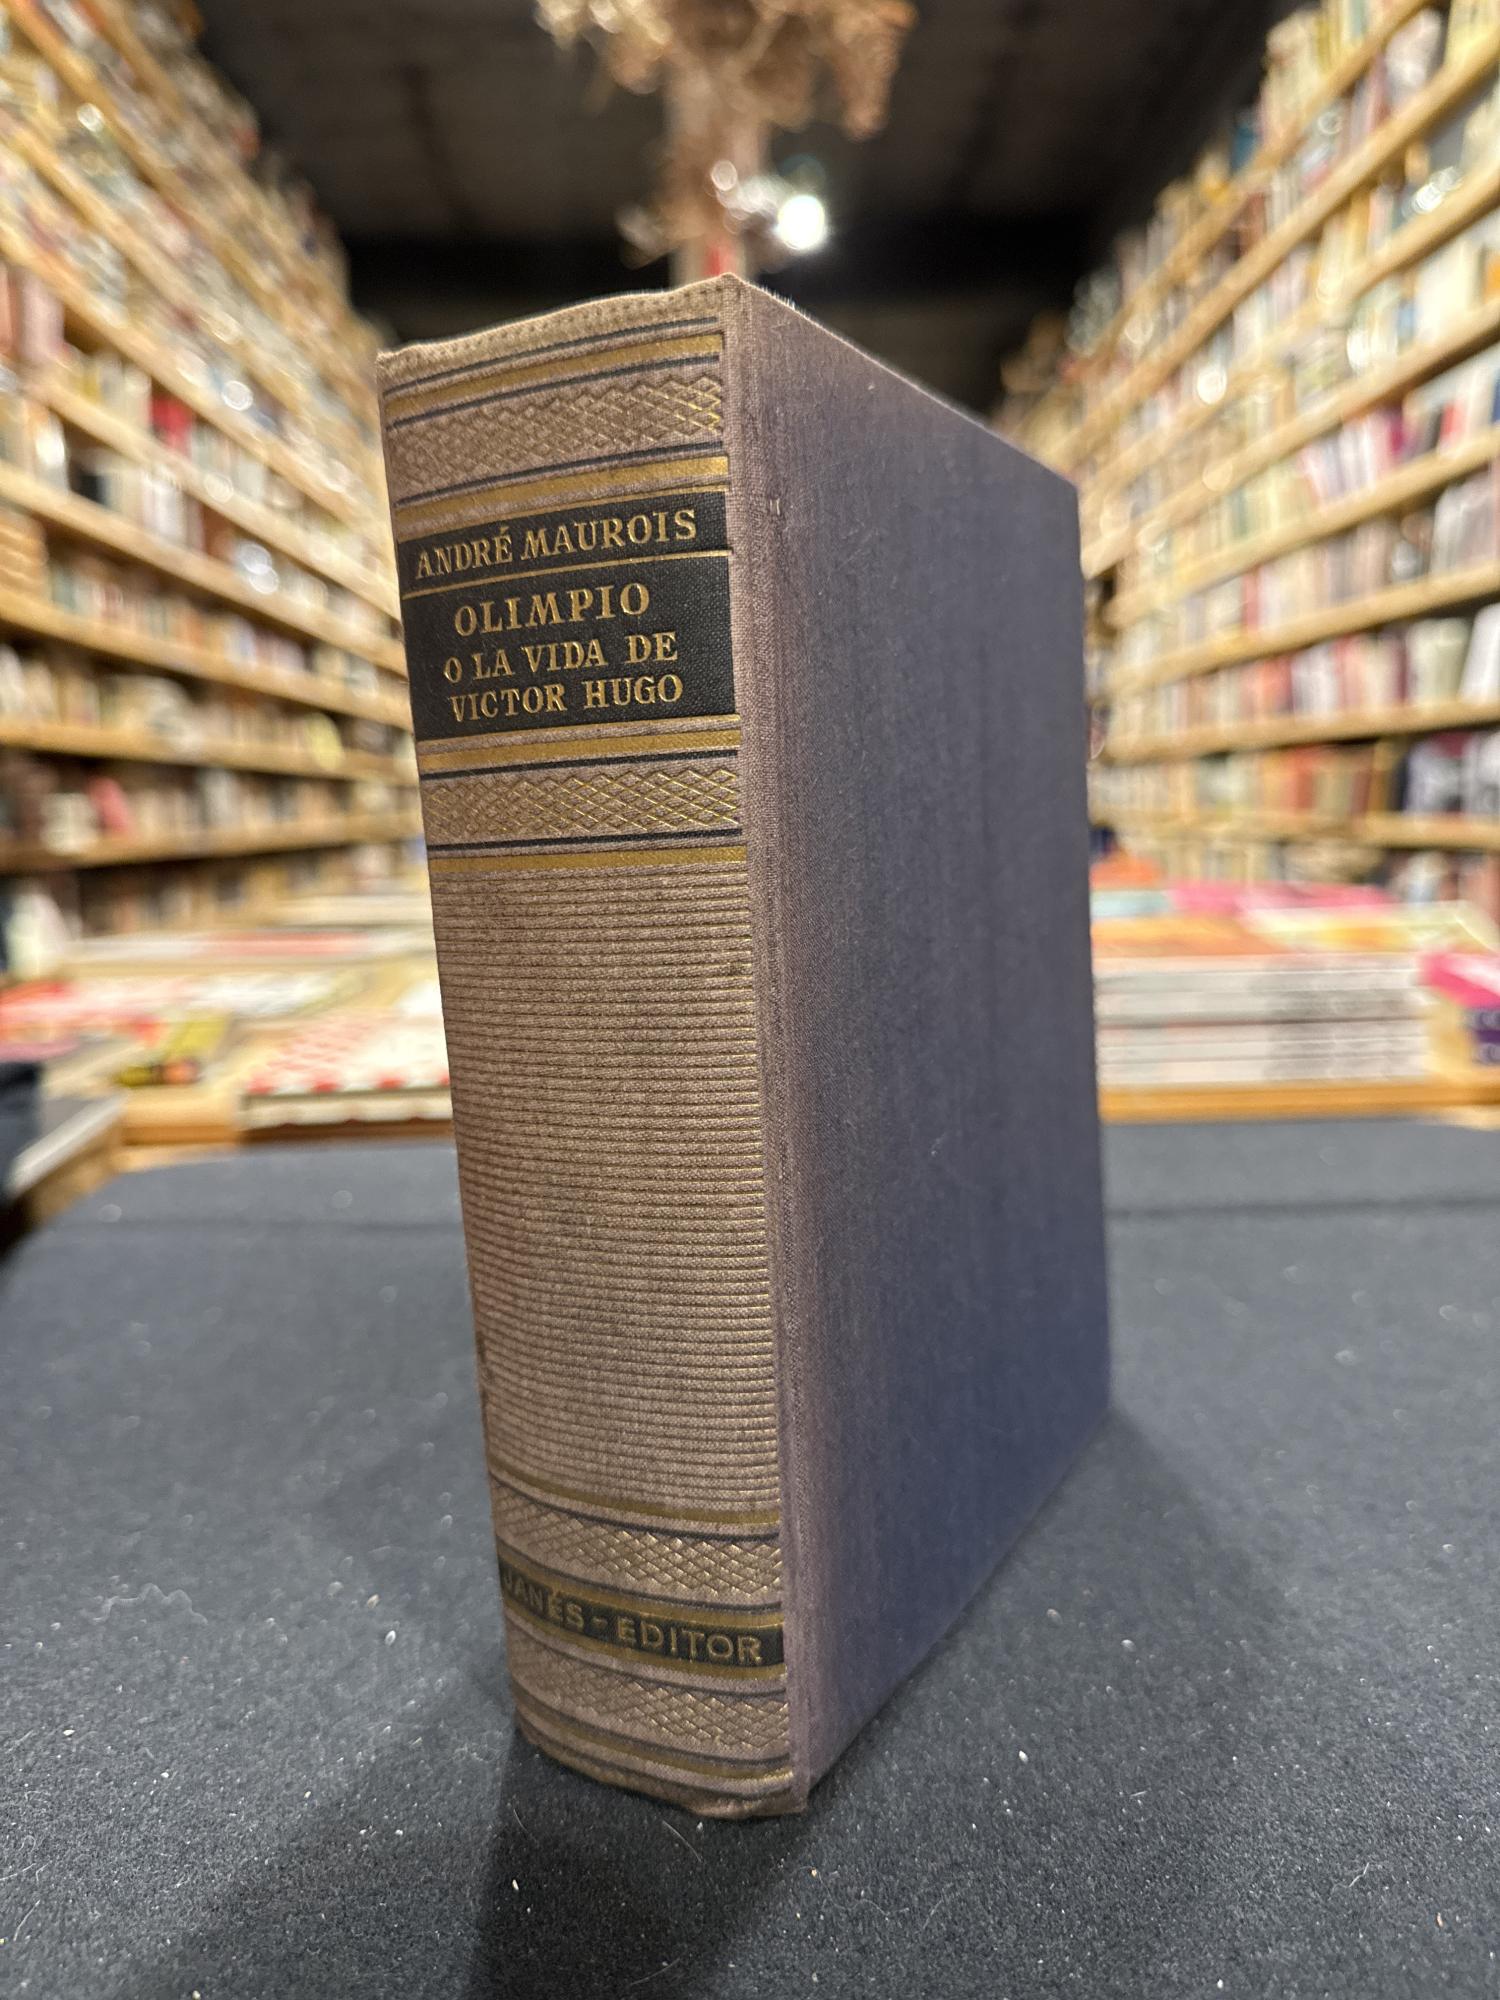 ANDRÉ MAUROIS
OLIMPIO
O LA VIDA DE
VICTOR HUGO
JANÉS - EDITOR